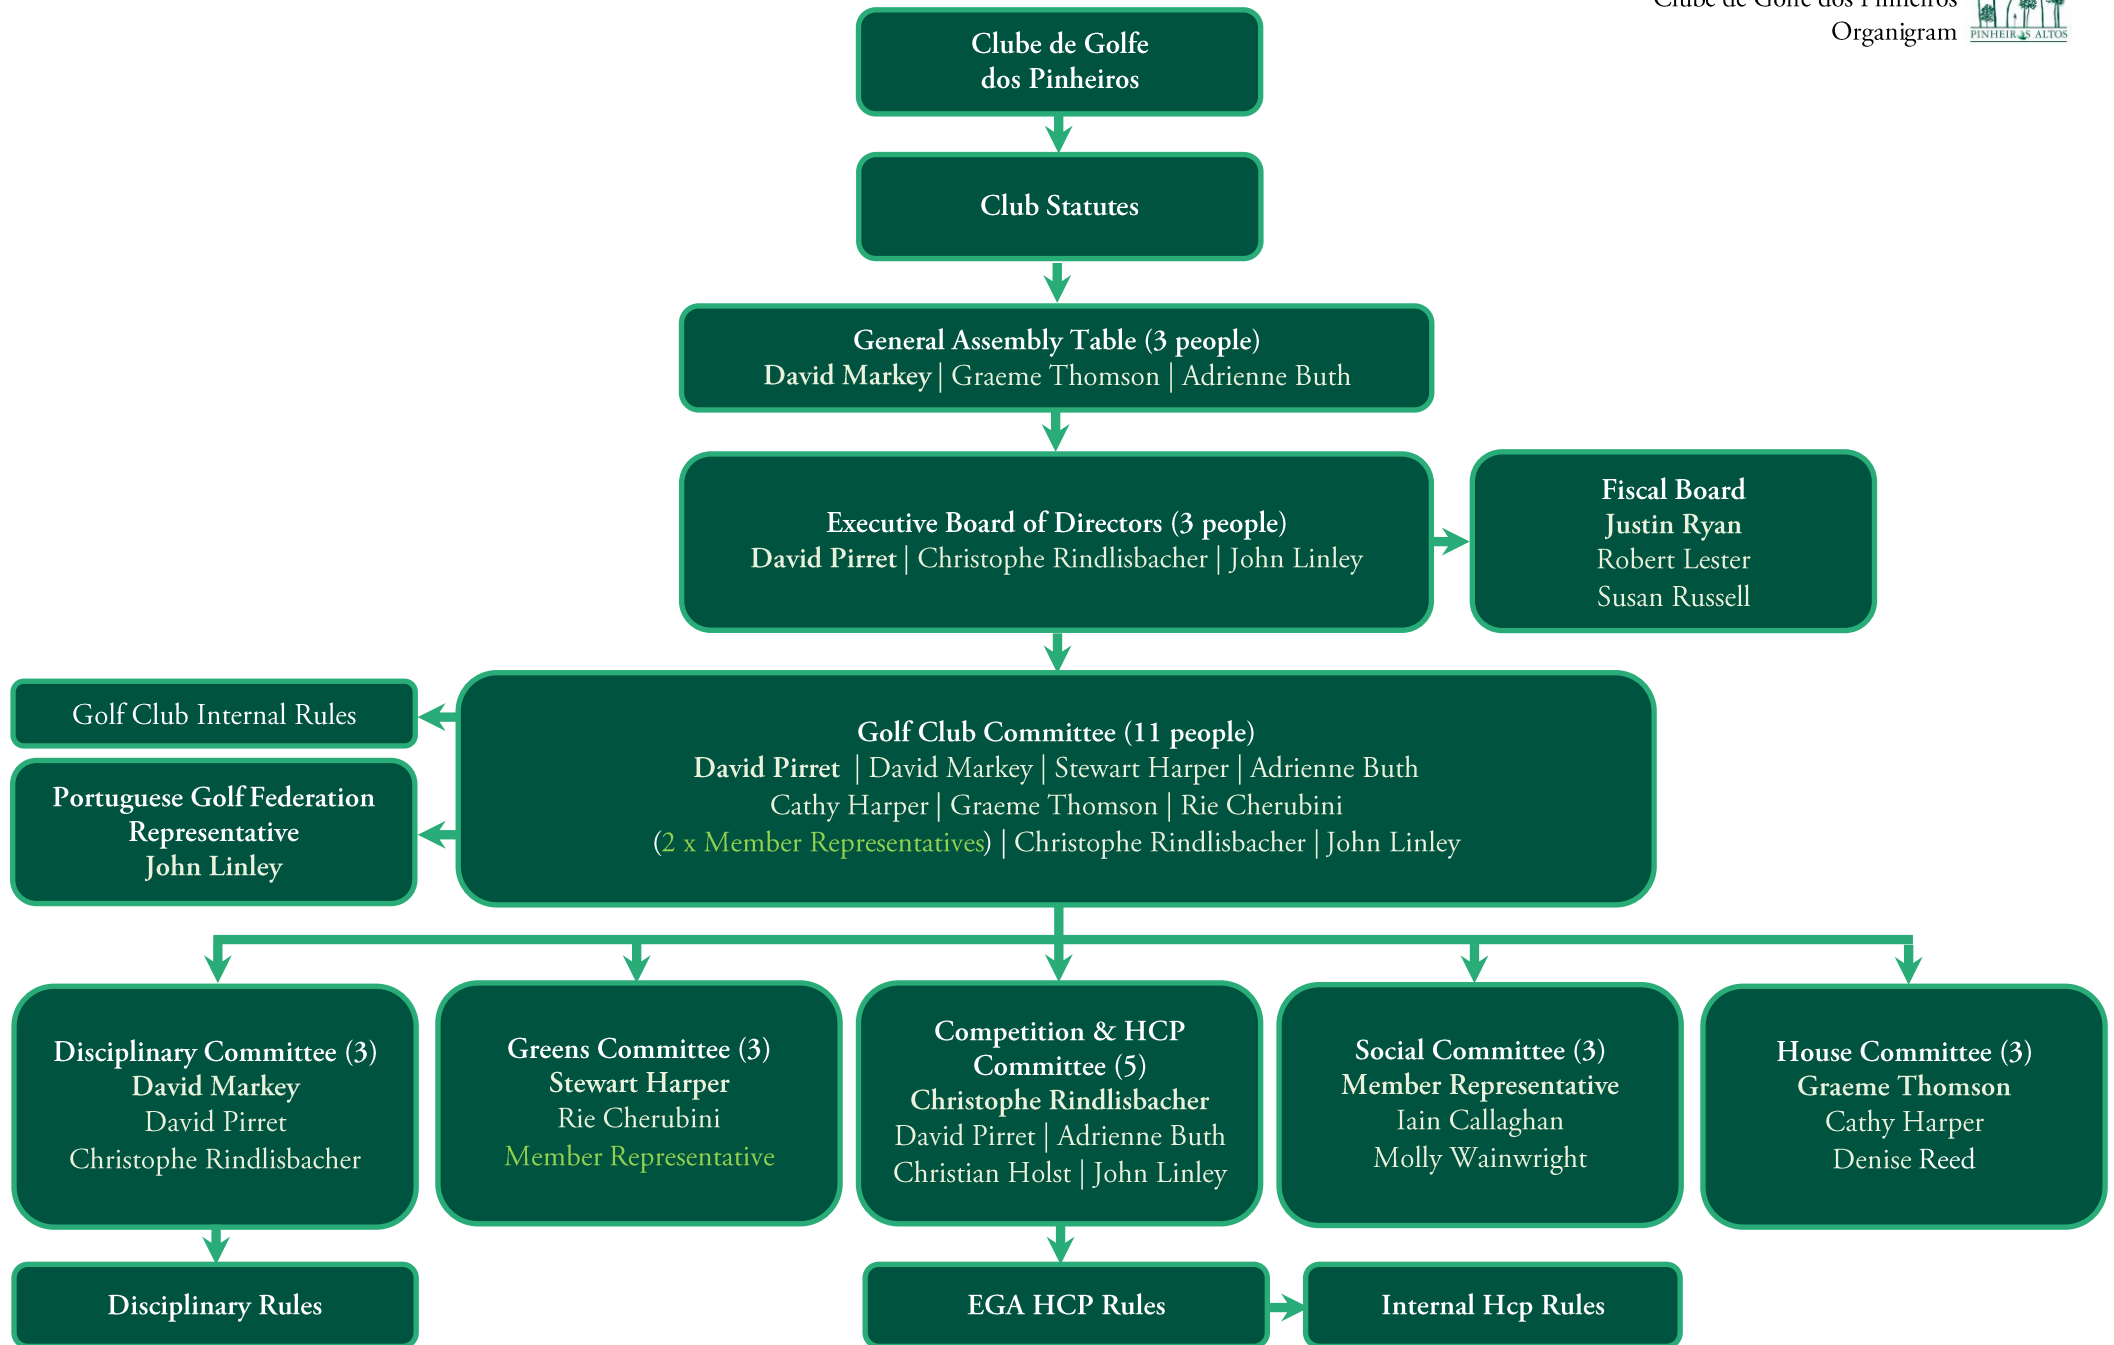 Clube de Golfe dos Pinheiros
Organigram
PINHEIROS ALTOS
Clube de Golfe
dos Pinheiros
Club Statutes
General Assembly Table (3 people)
David Markey | Graeme Thomson | Adrienne Buth
Executive Board of Directors (3 people)
David Pirret | Christophe Rindlisbacher | John Linley
Fiscal Board
Justin Ryan
Robert Lester
Susan Russell
Golf Club Internal Rules
Portuguese Golf Federation
Representative
John Linley
Golf Club Committee (11 people)
David Pirret | David Markey | Stewart Harper | Adrienne Buth
Cathy Harper | Graeme Thomson | Rie Cherubini
(2 x Member Representatives) | Christophe Rindlisbacher | John Linley
Disciplinary Committee (3)
David Markey
David Pirret
Christophe Rindlisbacher
Greens Committee (3)
Stewart Harper
Rie Cherubini
Member Representative
Competition & HCP
Committee (5)
Christophe Rindlisbacher
David Pirret | Adrienne Buth
Christian Holst | John Linley
Social Committee (3)
Member Representative
Iain Callaghan
Molly Wainwright
House Committee (3)
Graeme Thomson
Cathy Harper
Denise Reed
Disciplinary Rules
EGA HCP Rules
Internal Hcp Rules